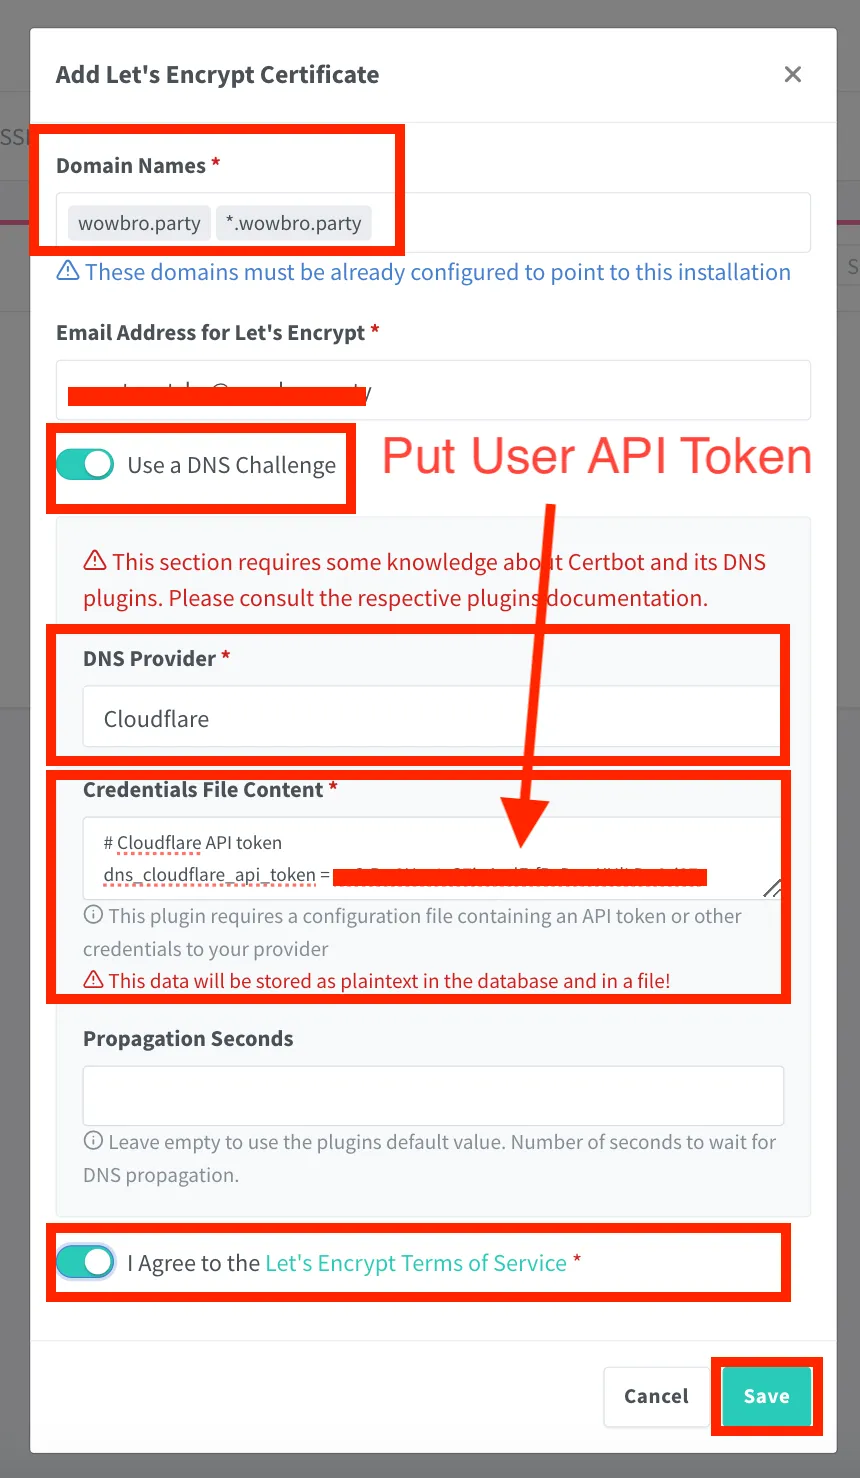 Add Let's Encrypt Certificate
Domain Names *
wowbro.party *.wowbro.party
These domains must be already configured to point to this installation
Email Address for Let's Encrypt *
Use a DNS Challenge
Put User API Token
This section requires some knowledge about Certbot and its DNS
plugins. Please consult the respective plugins documentation.
DNS Provider *
Cloudflare
Credentials File Content *
# Cloudflare API token
dns_cloudflare_api_token =
This plugin requires a configuration file containing an API token or other
credentials to your provider
This data will be stored as plaintext in the database and in a file!
Propagation Seconds
Leave empty to use the plugins default value. Number of seconds to wait for
DNS propagation.
I Agree to the Let's Encrypt Terms of Service *
Cancel
Save